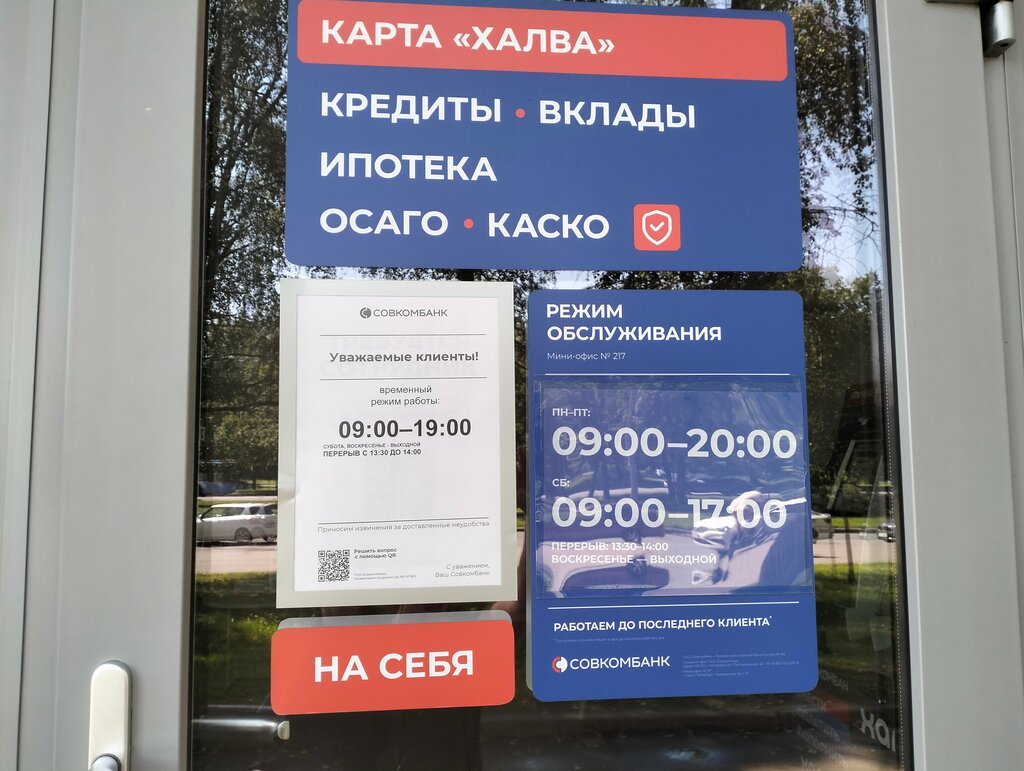 КАРТА «ХАЛВА»
КРЕДИТЫ • ВКЛАДЫ
ИПОТЕКА
ОСАГО • КАСКО
СОВКОМБАНК
Уважаемые клиенты!
временный
режим работы:
09:00–19:00
СУБОТА, ВОСКРЕСЕНЬЕ - ВЫХОДНОЙ
ПЕРЕРЫВ С 13:30 ДО 14:00
Приносим извинения за доставленные неудобства
Решить вопрос
с помощью QR
С уважением,
Ваш Совкомбанк
НА СЕБЯ
РЕЖИМ
ОБСЛУЖИВАНИЯ
Мини-офис № 217
ПН–ПТ:
09:00–20:00
СБ:
09:00–17:00
ПЕРЕРЫВ: 13:30–14:00
ВОСКРЕСЕНЬЕ — ВЫХОДНОЙ
РАБОТАЕМ ДО ПОСЛЕДНЕГО КЛИЕНТА*
СОВКОМБАНК